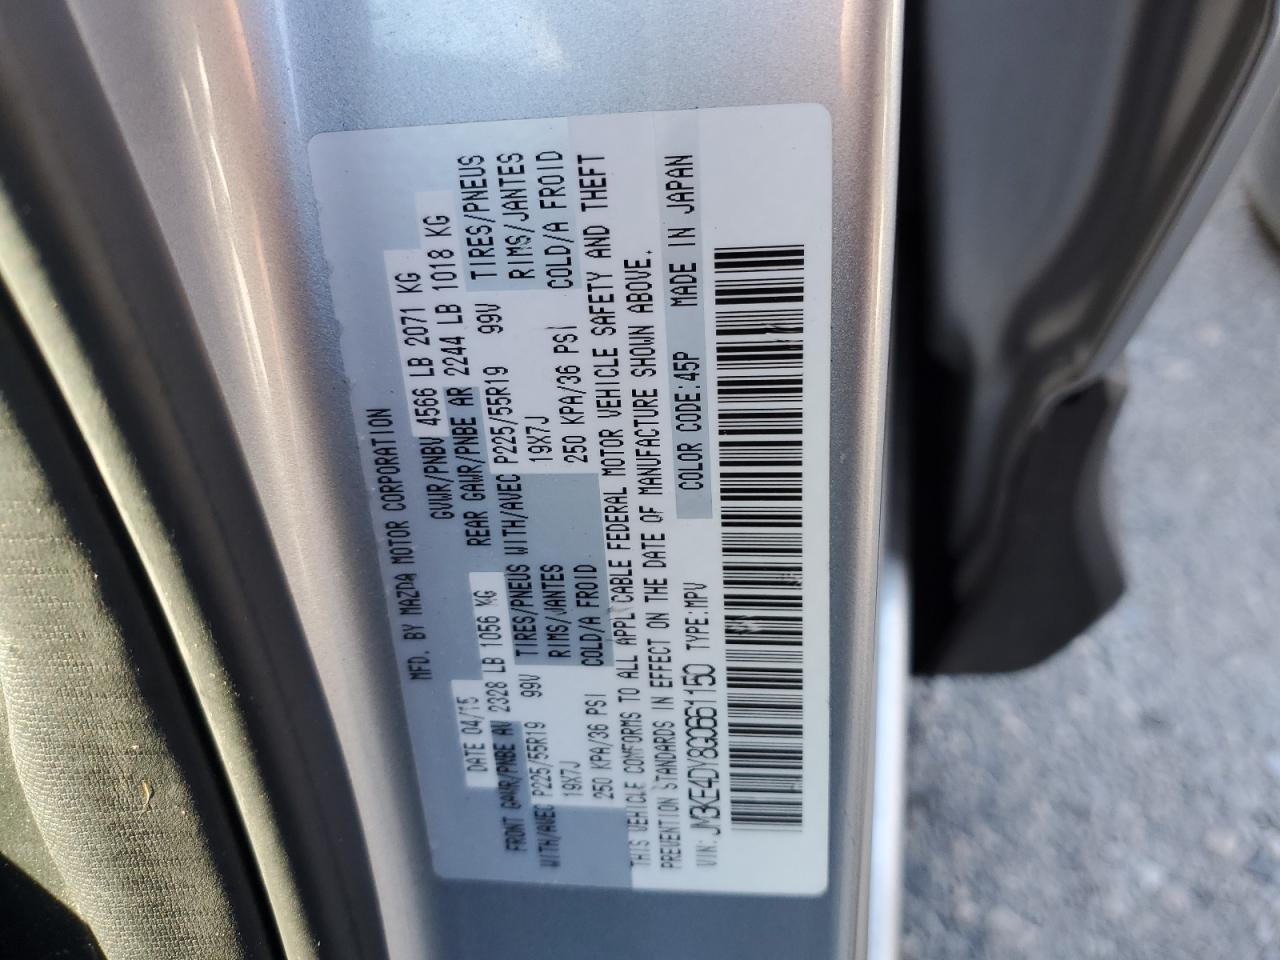 MFD. BY MAZDA MOTOR CORPORATION
DATE 04/15 GVWR/PNBV 4566 LB 2071 KG
FRONT GAWR/PNBE AV 2328 LB 1056 KG REAR GAWR/PNBE AR 2244 LB 1018 KG
WITH/AVEC P225/55R19 99V TIRES/PNEUS WITH/AVEC P225/55R19 99V TIRES/PNEUS
19X7J RIMS/JANTES 19X7J RIMS/JANTES
250 KPA/36 PSI COLD/A FROID 250 KPA/36 PSI COLD/A FROID
THIS VEHICLE CONFORMS TO ALL APPLICABLE FEDERAL MOTOR VEHICLE SAFETY AND THEFT
PREVENTION STANDARDS IN EFFECT ON THE DATE OF MANUFACTURE SHOWN ABOVE.
VIN: JM3KE4DY8G0661150 TYPE:MPV COLOR CODE:45P MADE IN JAPAN